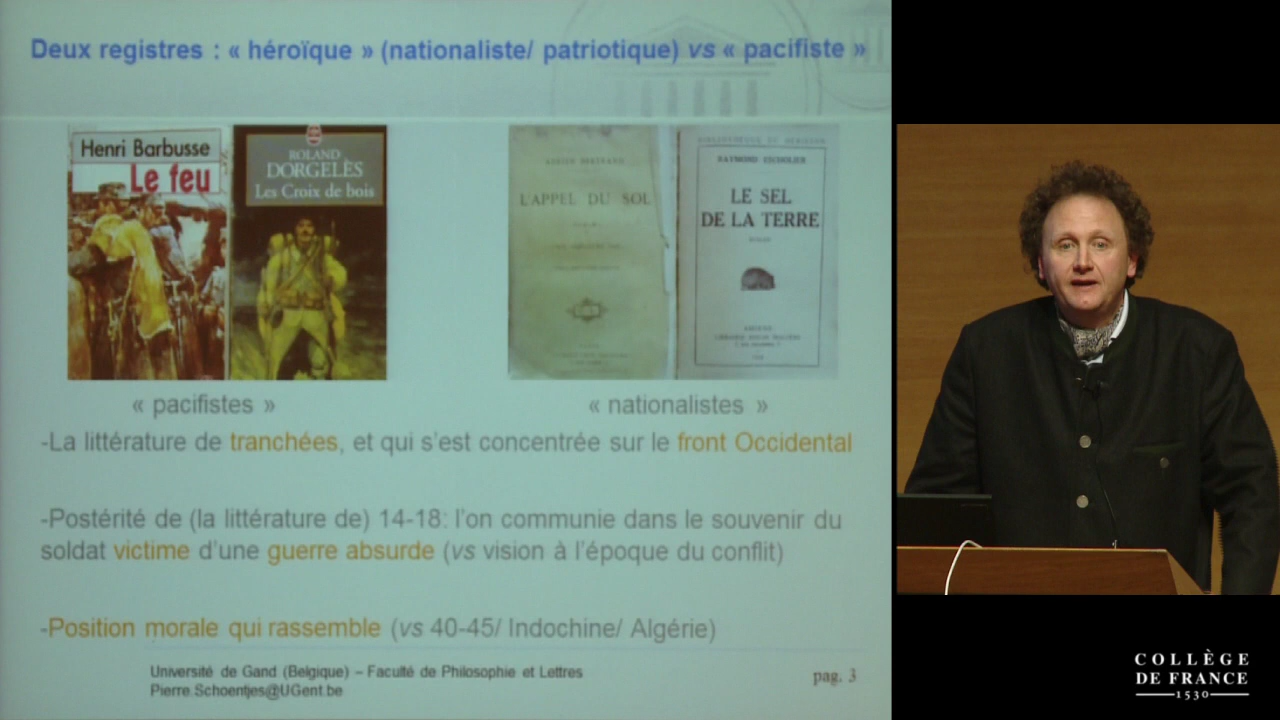 Deux registres : « héroïque » (nationaliste/ patriotique) vs « pacifiste »
Henri Barbusse
Le feu
ROLAND
DORGELÈS
Les Croix de bois
ADRIEN BERTRAND
L'APPEL DU SOL
RAYMOND ESCHOLIER
LE SEL
DE LA TERRE
« pacifistes »
« nationalistes »
-La littérature de tranchées, et qui s'est concentrée sur le front Occidental
-Postérité de (la littérature de) 14-18: l'on communie dans le souvenir du
soldat victime d'une guerre absurde (vs vision à l'époque du conflit)
-Position morale qui rassemble (vs 40-45/ Indochine/ Algérie)
Université de Gand (Belgique) – Faculté de Philosophie et Lettres
Pierre.Schoentjes@UGent.be
pag. 3
COLLÈGE
DE FRANCE
1530